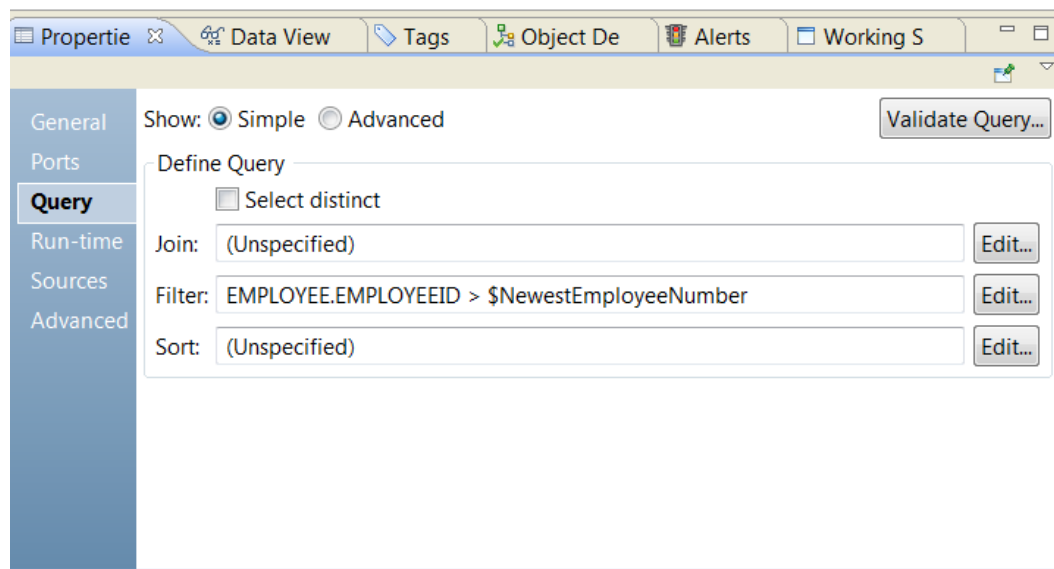 Propertie Data View Tags Object De Alerts Working S
General
Ports
Query
Run-time
Sources
Advanced
Show: Simple Advanced Validate Query...
Define Query
Select distinct
Join: (Unspecified) Edit...
Filter: EMPLOYEE.EMPLOYEEID > $NewestEmployeeNumber Edit...
Sort: (Unspecified) Edit...